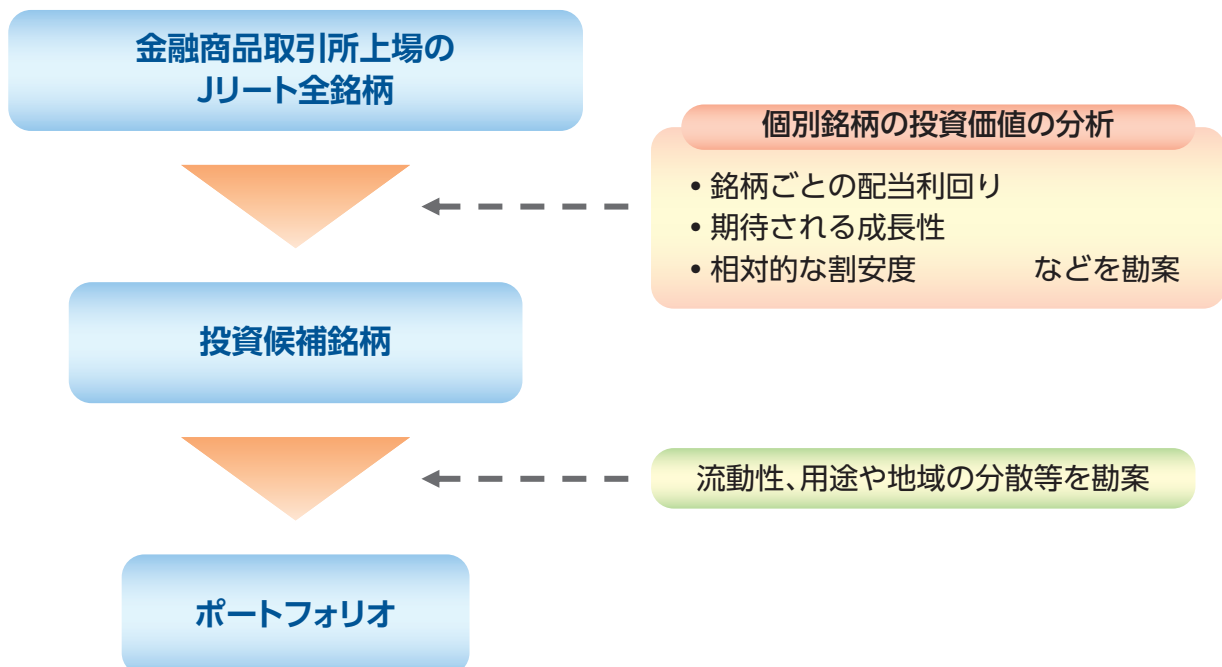 金融商品取引所上場の
Jリート全銘柄
個別銘柄の投資価値の分析
• 銘柄ごとの配当利回り
• 期待される成長性
• 相対的な割安度 などを勘案
投資候補銘柄
流動性、用途や地域の分散等を勘案
ポートフォリオ